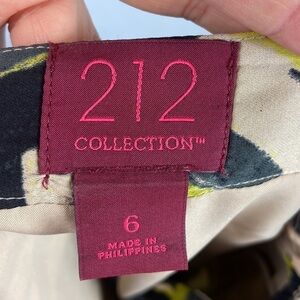 212
COLLECTION™
6
MADE IN
PHILIPPINES